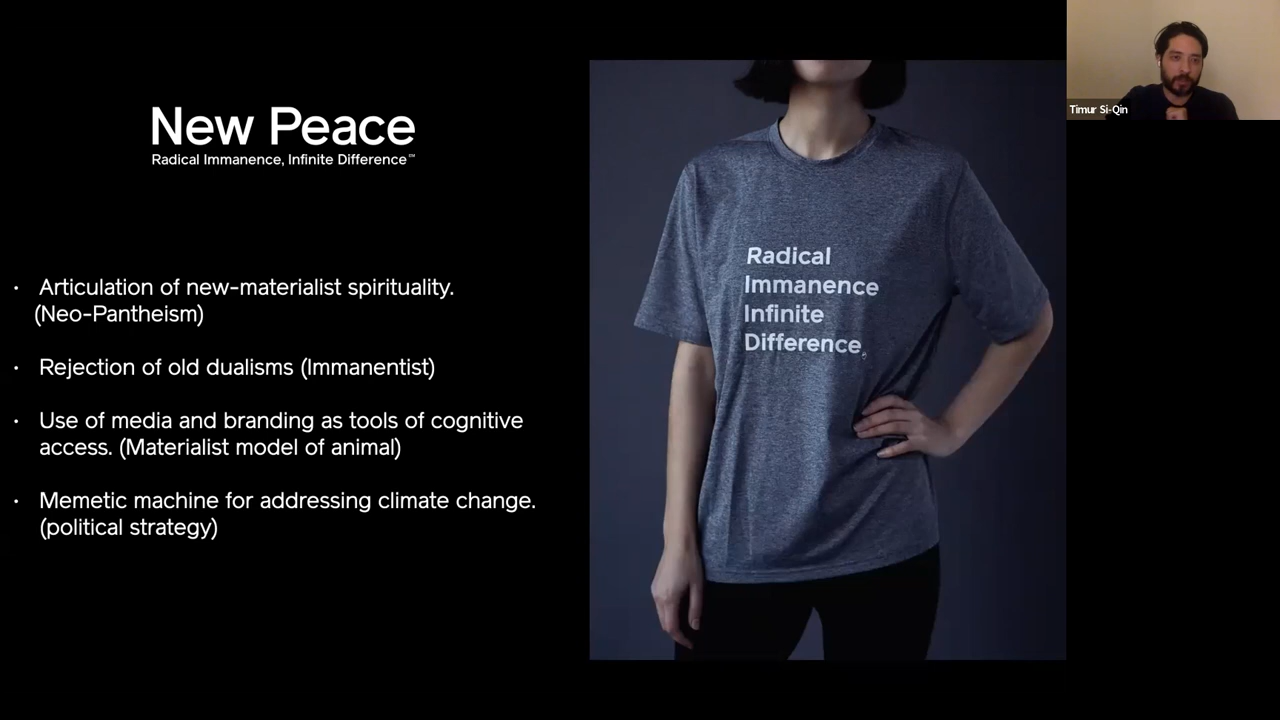 New Peace
Radical Immanence, Infinite Difference℠
• Articulation of new-materialist spirituality.
(Neo-Pantheism)
• Rejection of old dualisms (Immanentist)
• Use of media and branding as tools of cognitive
access. (Materialist model of animal)
• Memetic machine for addressing climate change.
(political strategy)
Radical
Immanence
Infinite
Difference
Timur Si-Qin